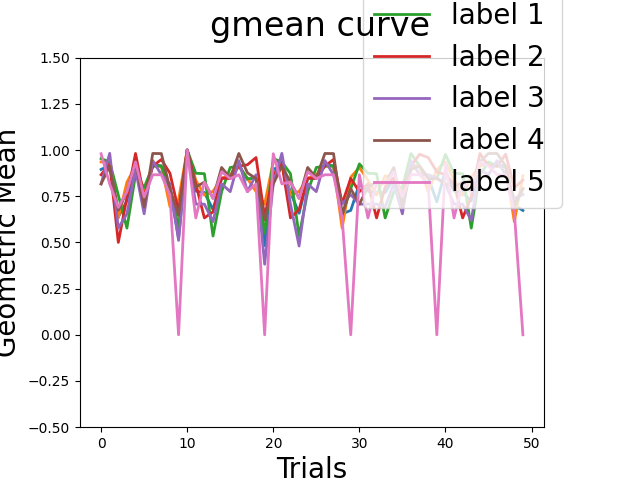 gmean curve
label 1
label 2
label 3
label 4
label 5
1.50
1.25
1.00
0.75
0.50
0.25
0.00
−0.25
−0.50
Geometric Mean
0 10 20 30 40 50
Trials